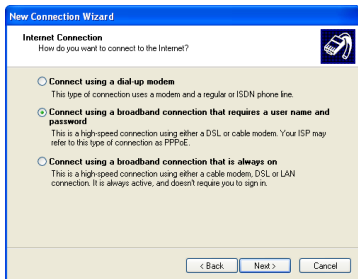 New Connection Wizard
Internet Connection
How do you want to connect to the Internet?
Connect using a dial-up modem
This type of connection uses a modem and a regular or ISDN phone line.
Connect using a broadband connection that requires a user name and
password
This is a high-speed connection using either a DSL or cable modem. Your ISP may
refer to this type of connection as PPPoE.
Connect using a broadband connection that is always on
This is a high-speed connection using either a cable modem, DSL or LAN
connection. It is always active, and doesn't require you to sign in.
< Back
Next >
Cancel